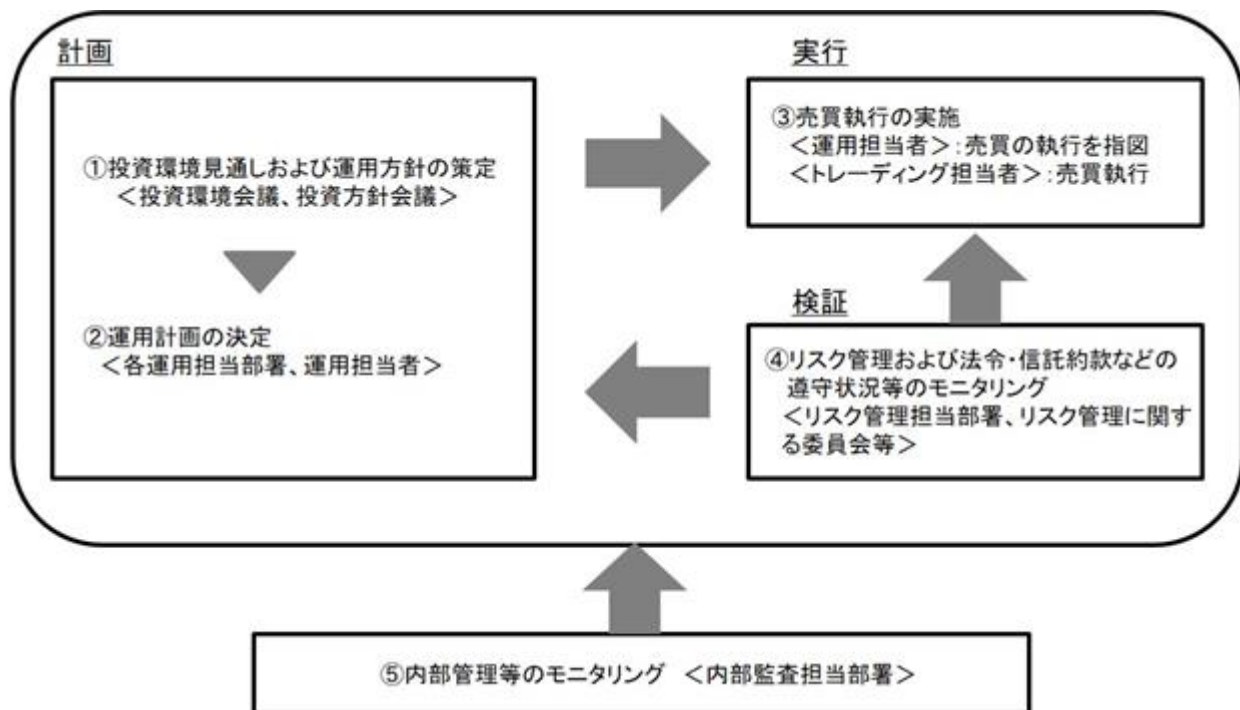 計画
①投資環境見通しおよび運用方針の策定
＜投資環境会議、投資方針会議＞
②運用計画の決定
＜各運用担当部署、運用担当者＞
実行
③売買執行の実施
＜運用担当者＞:売買の執行を指図
＜トレーディング担当者＞:売買執行
検証
④リスク管理および法令・信託約款などの
遵守状況等のモニタリング
＜リスク管理担当部署、リスク管理に関す
る委員会等＞
⑤内部管理等のモニタリング ＜内部監査担当部署＞